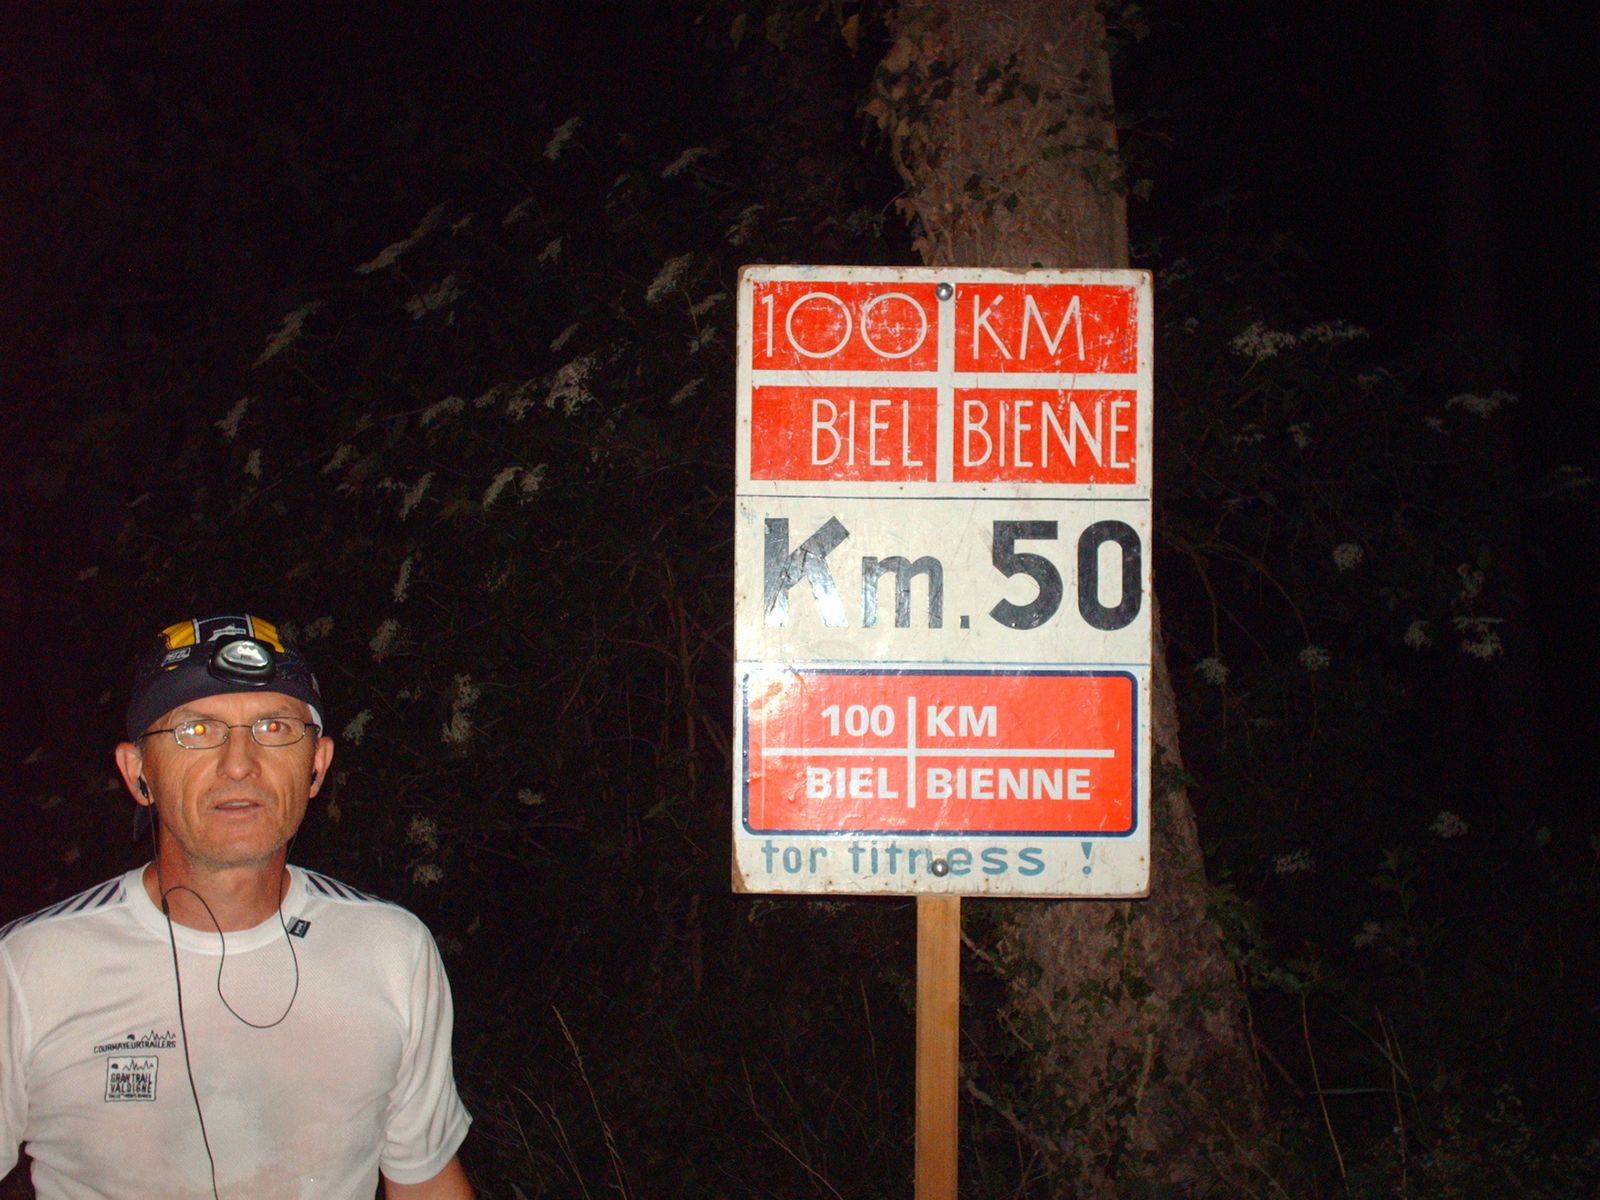 100 KM
BIEL BIENNE
Km.50
100 KM
BIEL BIENNE
for fitness !
COURMAYEURTRAILERS
GRAN TRAIL
VALDIGNE